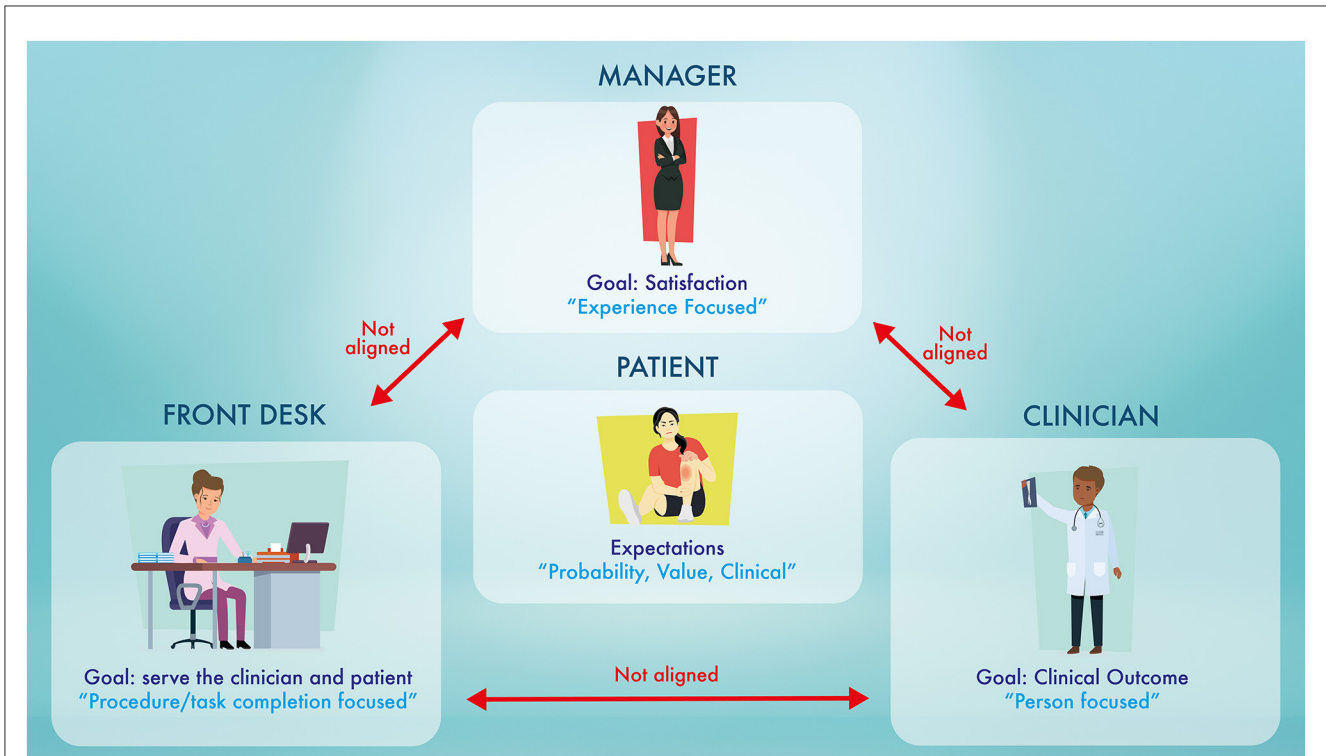 MANAGER
Goal: Satisfaction
“Experience Focused”
Not
aligned
Not
aligned
PATIENT
Expectations
“Probability, Value, Clinical”
FRONT DESK
Goal: serve the clinician and patient
“Procedure/task completion focused”
Not aligned
CLINICIAN
Goal: Clinical Outcome
“Person focused”